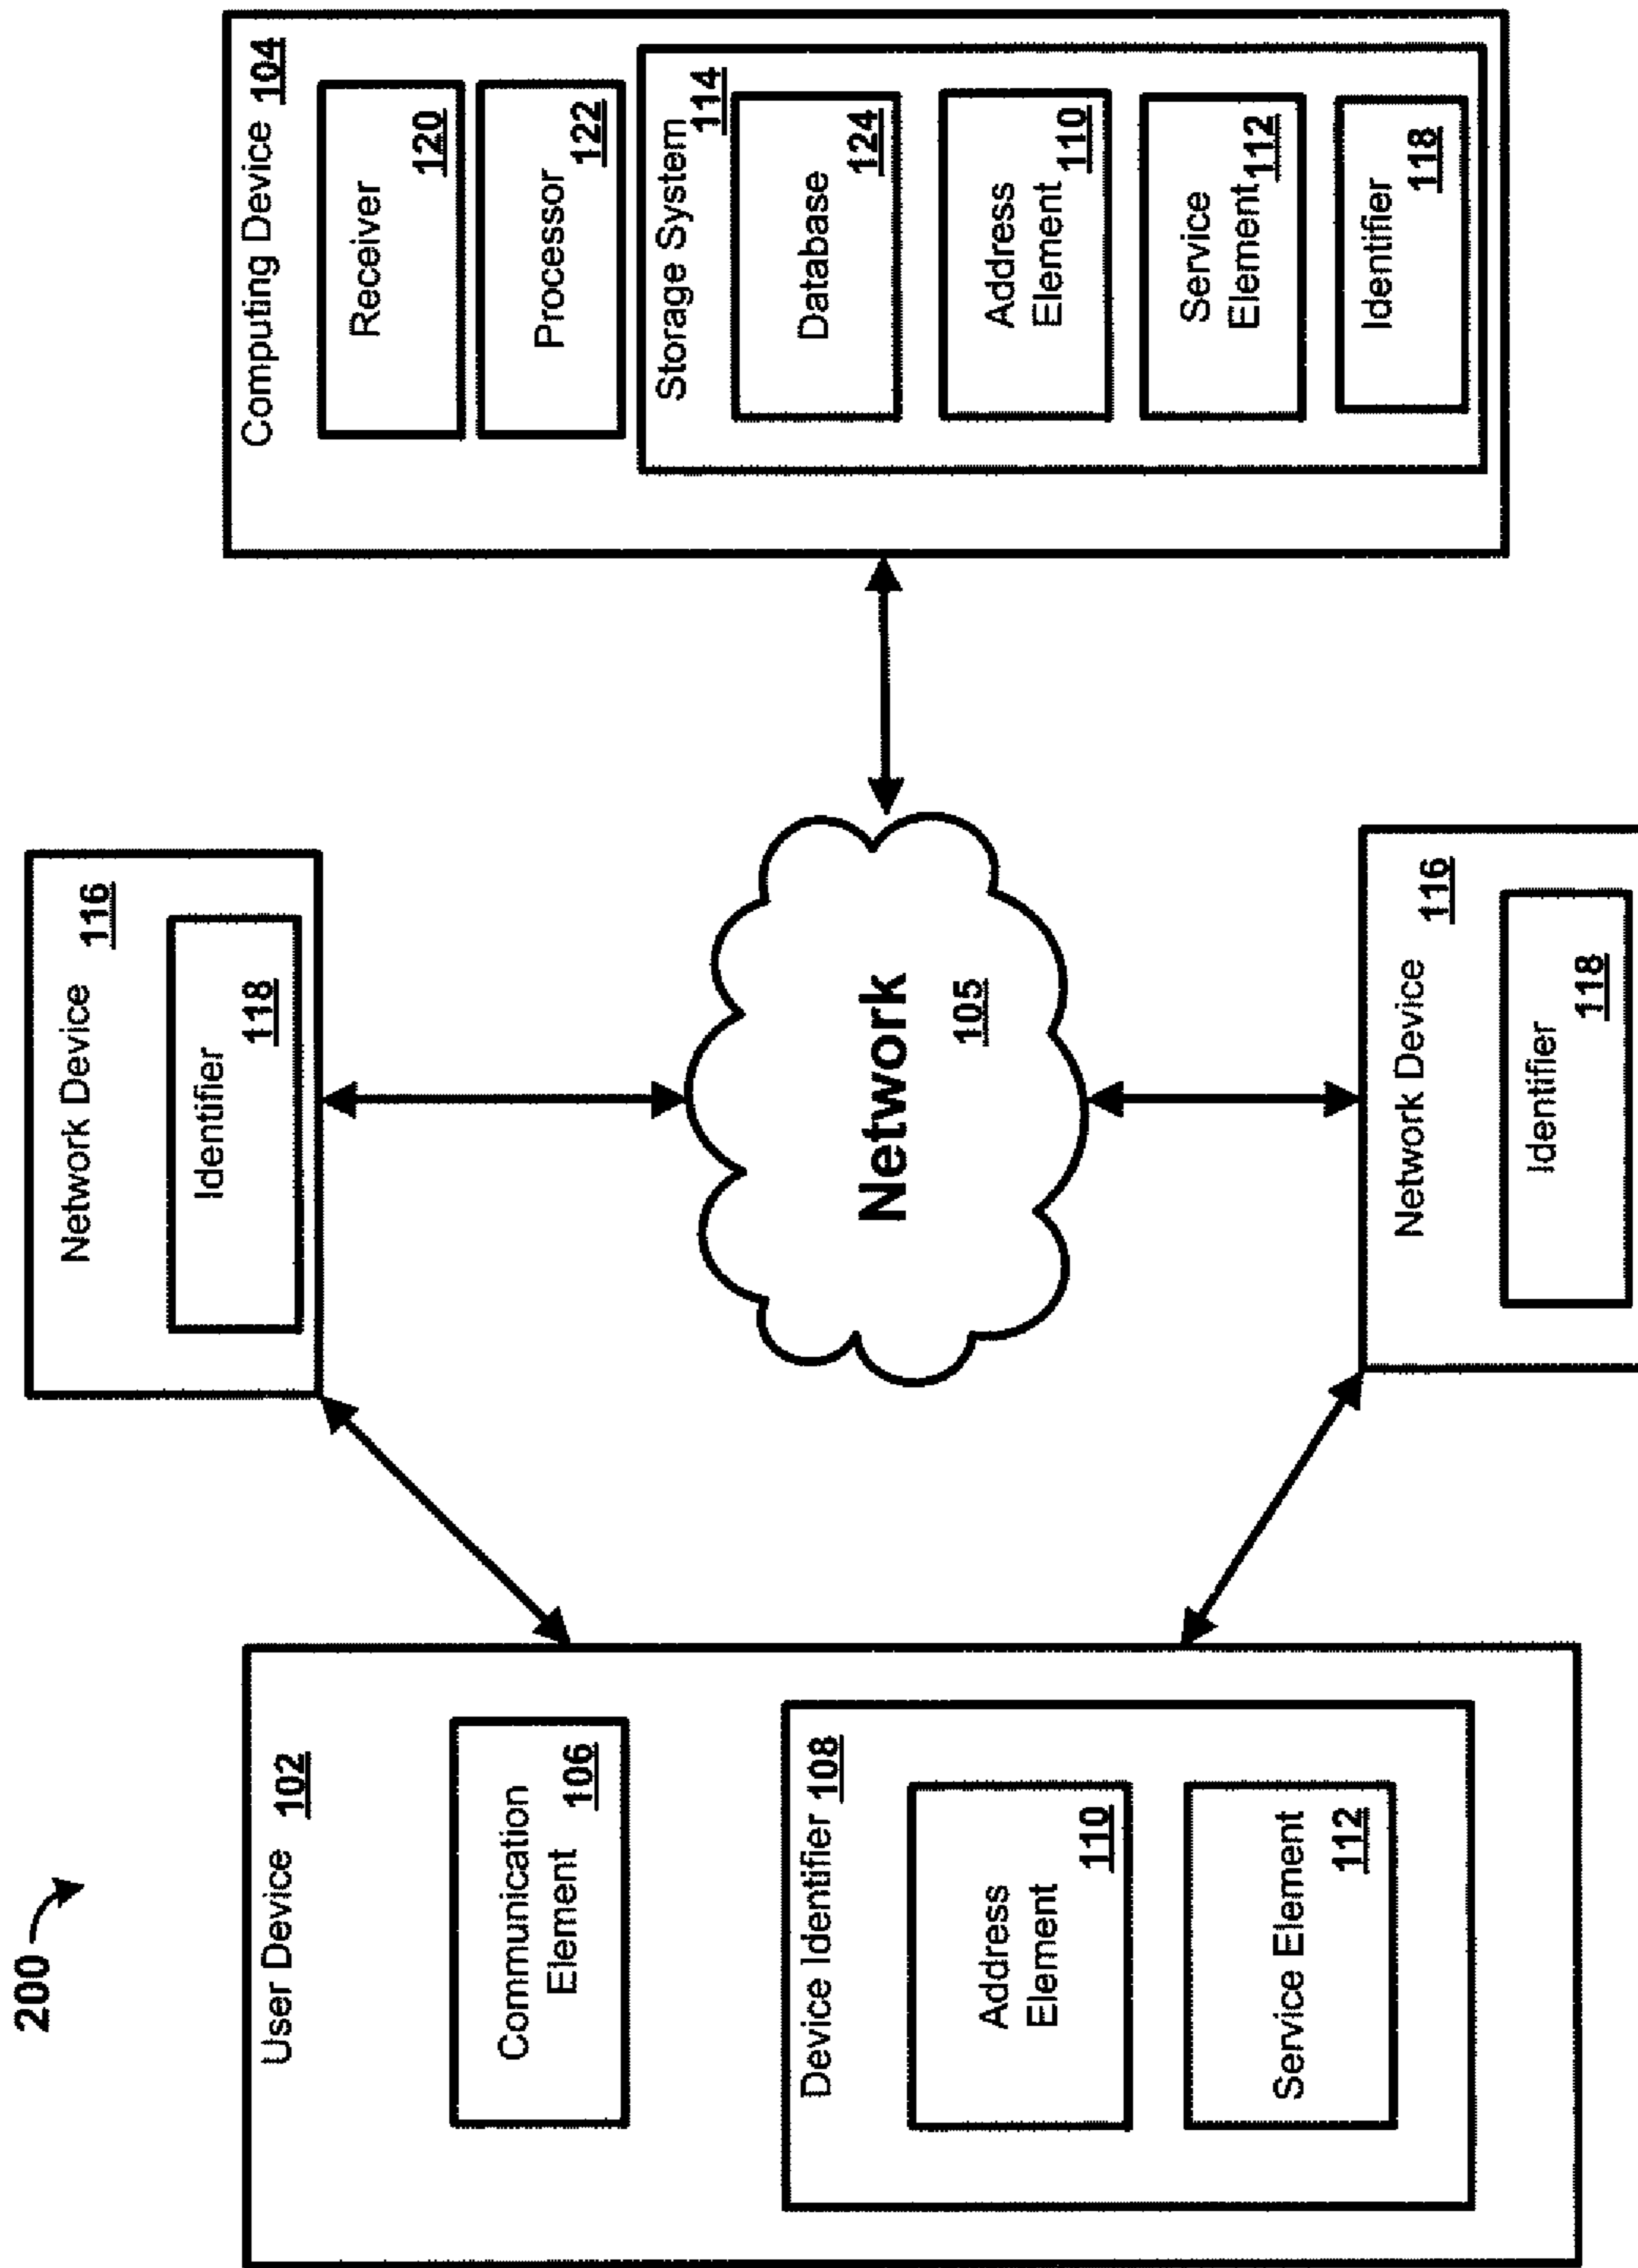 200
User Device 102
Communication
Element 106
Device Identifier 108
Address
Element 110
Service Element
112
Network Device 116
Identifier
118
Network
105
Network Device 116
Identifier
118
Computing Device 104
Receiver
120
Processor
122
Storage System
114
Database
124
Address
Element 110
Service
Element 112
Identifier
118